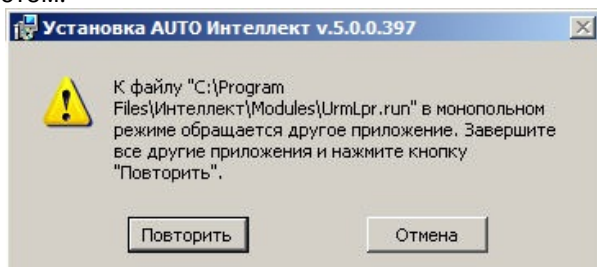 Установка AUTO Интеллект v.5.0.0.397
К файлу "C:\Program
Files\Интеллект\Modules\UrmLpr.run" в монопольном
режиме обращается другое приложение. Завершите
все другие приложения и нажмите кнопку
"Повторить".
Повторить Отмена